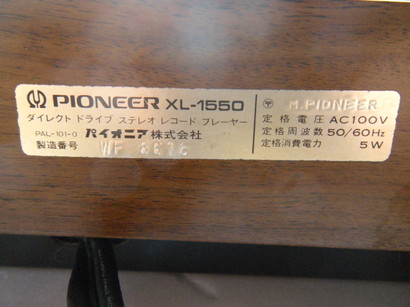 PIONEER XL-1550
ダイレクト ドライブ ステレオ レコード プレーヤー
PAL-101-0 パイオニア株式会社
製造番号
M.PIONEER
定格電圧 AC100V
定格周波数 50/60Hz
定格消費電力 5W